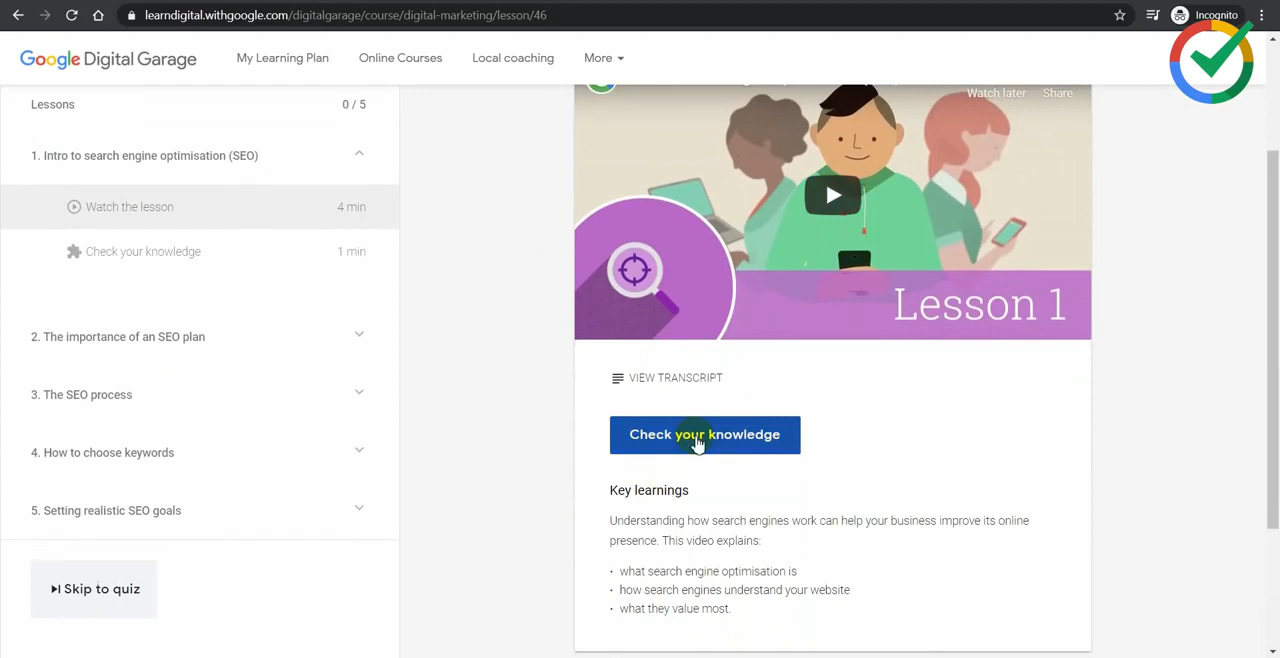 learndigital.withgoogle.com/digitalgarage/course/digital-marketing/lesson/46
Incognito
Google Digital Garage
My Learning Plan
Online Courses
Local coaching
More
Lessons
0 / 5
1. Intro to search engine optimisation (SEO)
Watch the lesson
4 min
Check your knowledge
1 min
2. The importance of an SEO plan
3. The SEO process
4. How to choose keywords
5. Setting realistic SEO goals
Skip to quiz
Watch later
Share
Lesson 1
VIEW TRANSCRIPT
Check your knowledge
Key learnings
Understanding how search engines work can help your business improve its online
presence. This video explains:
· what search engine optimisation is
· how search engines understand your website
· what they value most.